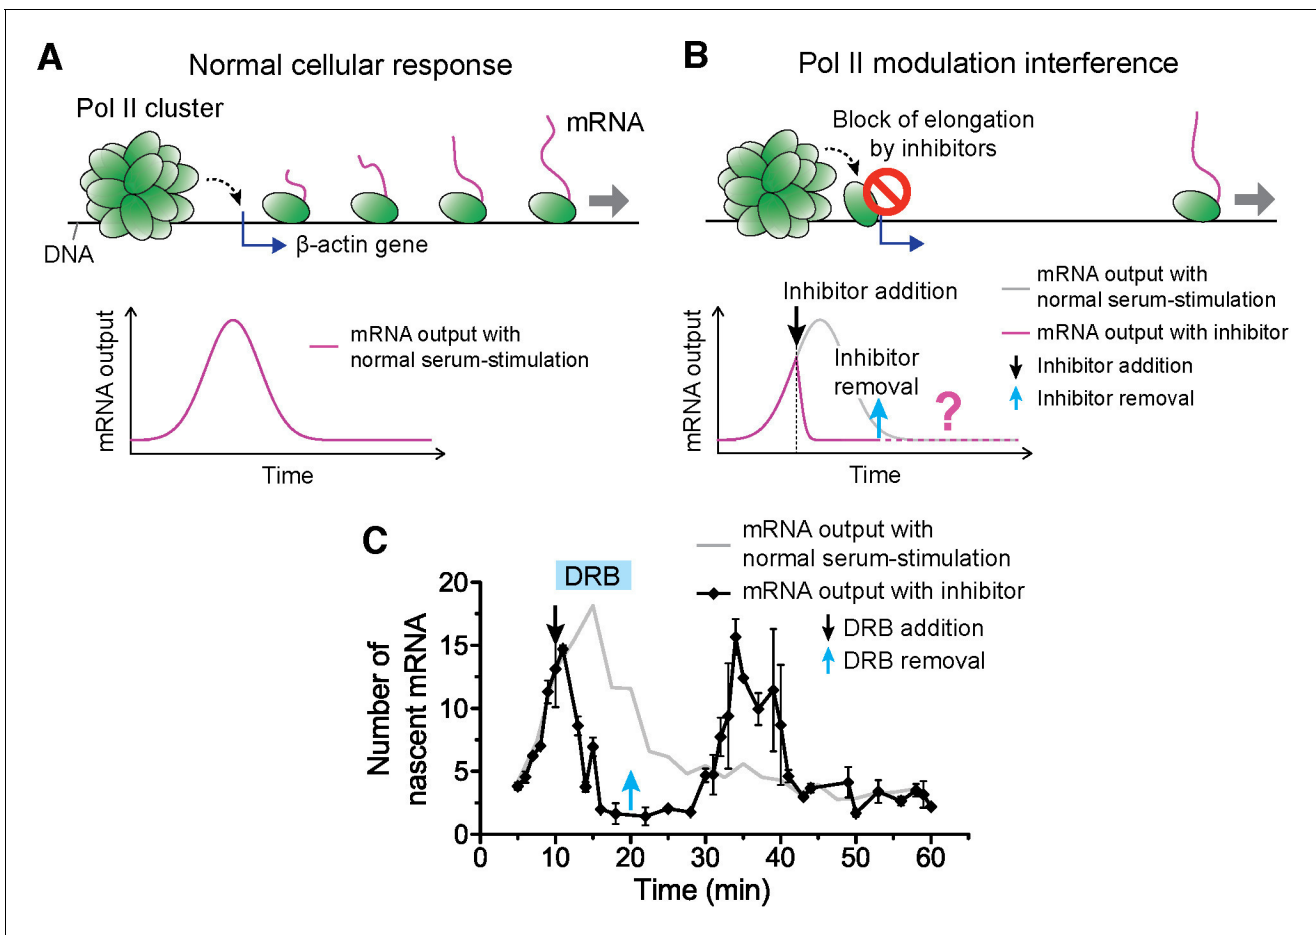 A
Normal cellular response
Pol II cluster
mRNA
DNA
β-actin gene
mRNA output
mRNA output with
normal serum-stimulation
Time
B
Pol II modulation interference
Block of elongation
by inhibitors
Inhibitor addition
Inhibitor
removal
?
mRNA output
Time
mRNA output with
normal serum-stimulation
mRNA output with inhibitor
Inhibitor addition
Inhibitor removal
C
DRB
mRNA output with
normal serum-stimulation
mRNA output with inhibitor
DRB addition
DRB removal
Number of
nascent mRNA
20
15
10
5
0
0 10 20 30 40 50 60
Time (min)